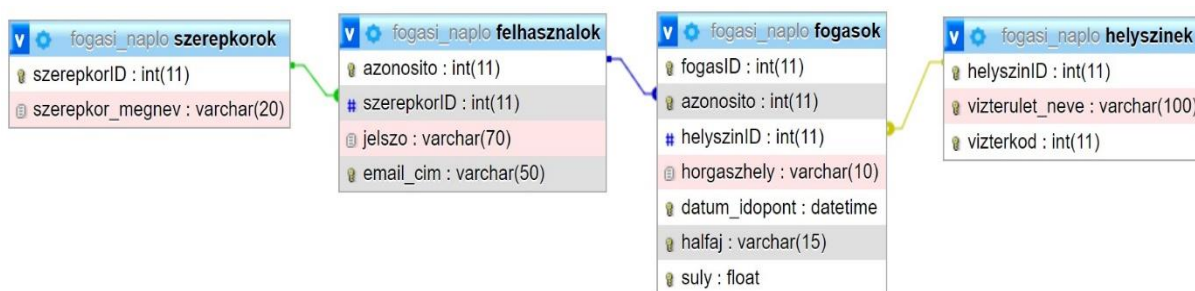 fogasi_naplo szerepkorok
szerepkorID : int(11)
szerepkor_megnev : varchar(20)
fogasi_naplo felhasznalok
azonosito : int(11)
szerepkorID : int(11)
jelszo : varchar(70)
email_cim : varchar(50)
fogasi_naplo fogasok
fogasID : int(11)
azonosito : int(11)
helyszinID : int(11)
horgaszhely : varchar(10)
datum_idopont : datetime
halfaj : varchar(15)
suly : float
fogasi_naplo helyszinek
helyszinID : int(11)
vizterulet_neve : varchar(100)
vizterkod : int(11)